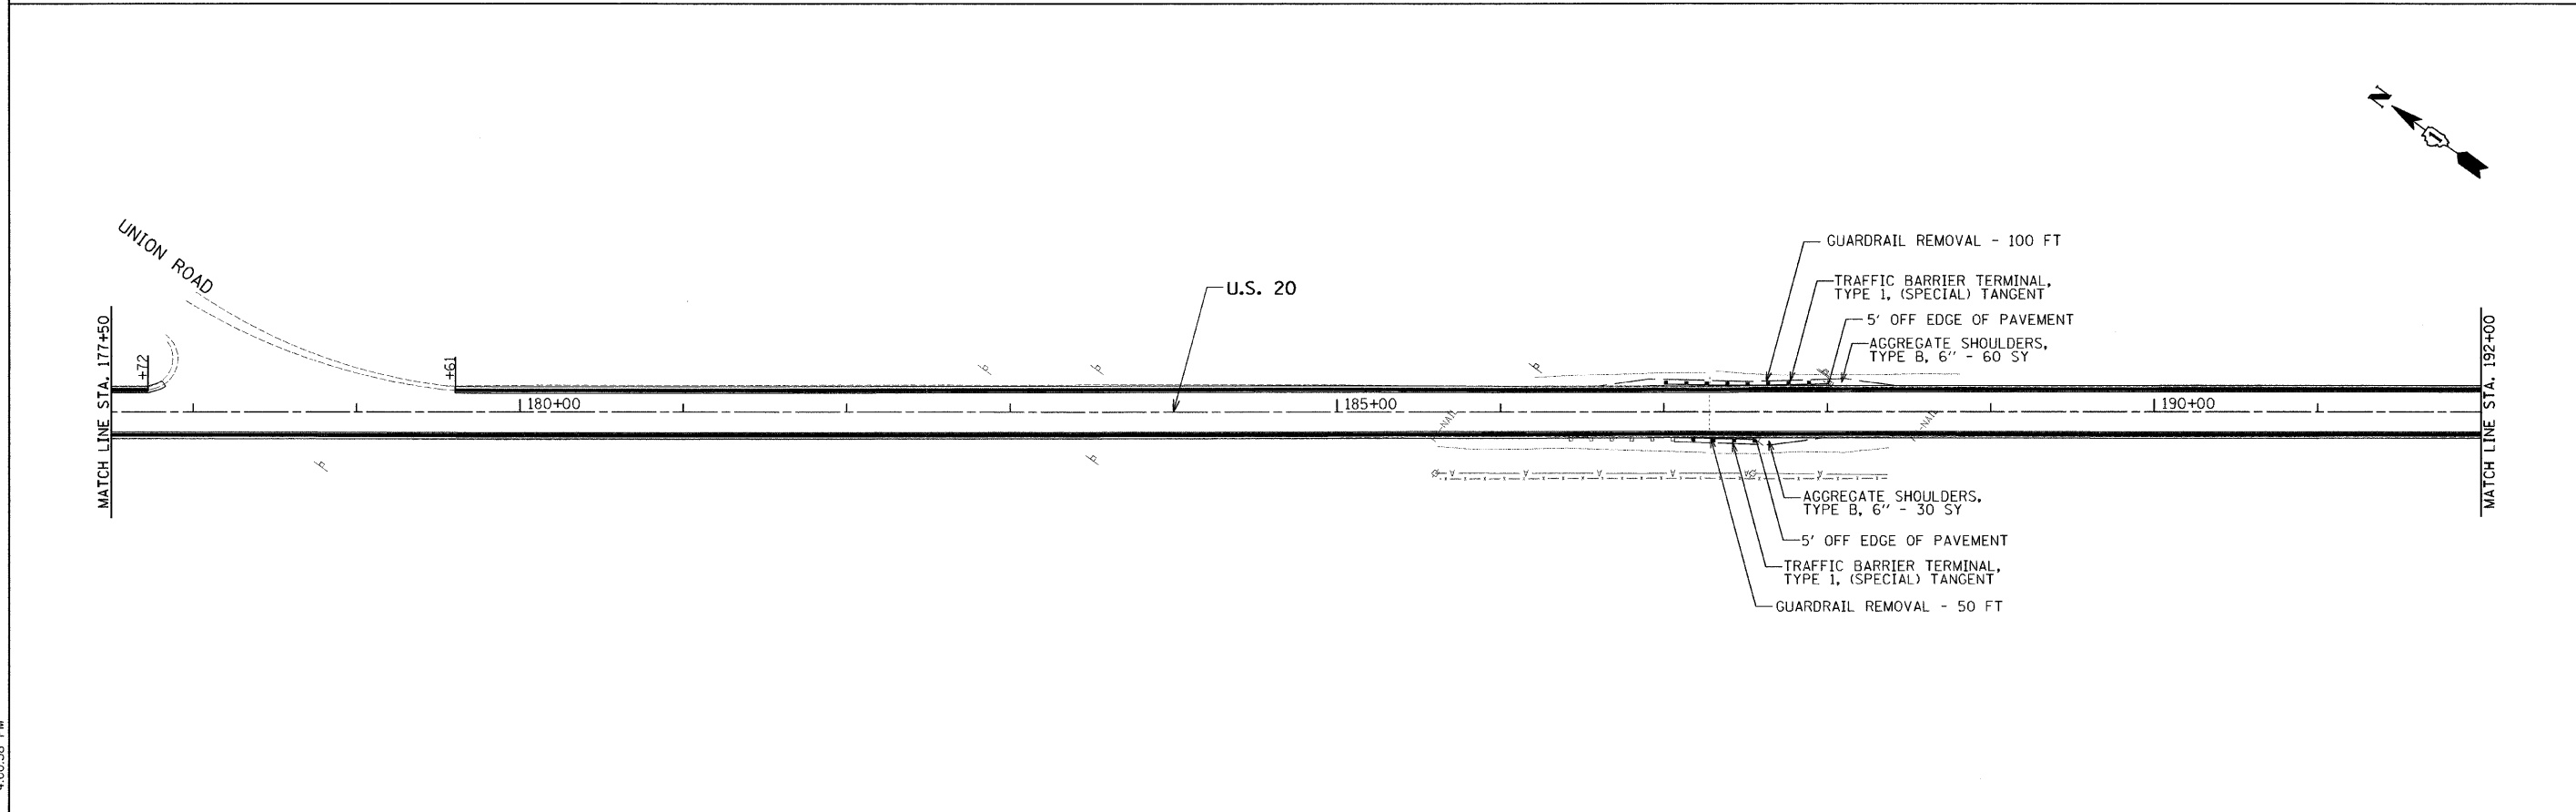 N
UNION ROAD
GUARDRAIL REMOVAL - 100 FT
TRAFFIC BARRIER TERMINAL,
TYPE 1, (SPECIAL) TANGENT
U.S. 20
5' OFF EDGE OF PAVEMENT
AGGREGATE SHOULDERS,
TYPE B, 6'' - 60 SY
MATCH LINE STA. 177+50
+72
+61
180+00
185+00
190+00
MATCH LINE STA. 192+00
NAIL
NAIL
AGGREGATE SHOULDERS,
TYPE B, 6'' - 30 SY
5' OFF EDGE OF PAVEMENT
TRAFFIC BARRIER TERMINAL,
TYPE 1, (SPECIAL) TANGENT
GUARDRAIL REMOVAL - 50 FT